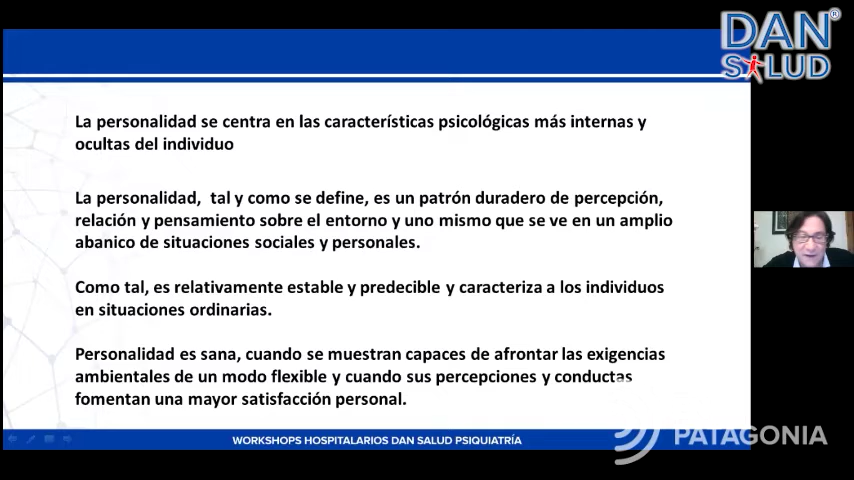 DAN®
SALUD
La personalidad se centra en las características psicológicas más internas y
ocultas del individuo
La personalidad, tal y como se define, es un patrón duradero de percepción,
relación y pensamiento sobre el entorno y uno mismo que se ve en un amplio
abanico de situaciones sociales y personales.
Como tal, es relativamente estable y predecible y caracteriza a los individuos
en situaciones ordinarias.
Personalidad es sana, cuando se muestran capaces de afrontar las exigencias
ambientales de un modo flexible y cuando sus percepciones y conductas
fomentan una mayor satisfacción personal.
WORKSHOPS HOSPITALARIOS DAN SALUD PSIQUIATRÍA
PATAGONIA